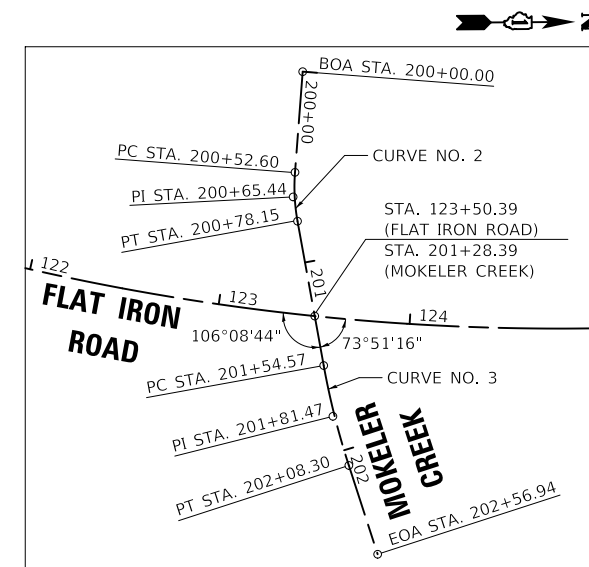 N
BOA STA. 200+00.00
200+00
PC STA. 200+52.60
CURVE NO. 2
PI STA. 200+65.44
PT STA. 200+78.15
STA. 123+50.39
(FLAT IRON ROAD)
STA. 201+28.39
(MOKELER CREEK)
201
122
123
124
FLAT IRON
ROAD
106°08'44"
73°51'16"
PC STA. 201+54.57
CURVE NO. 3
PI STA. 201+81.47
MOKELER
CREEK
202
PT STA. 202+08.30
EOA STA. 202+56.94